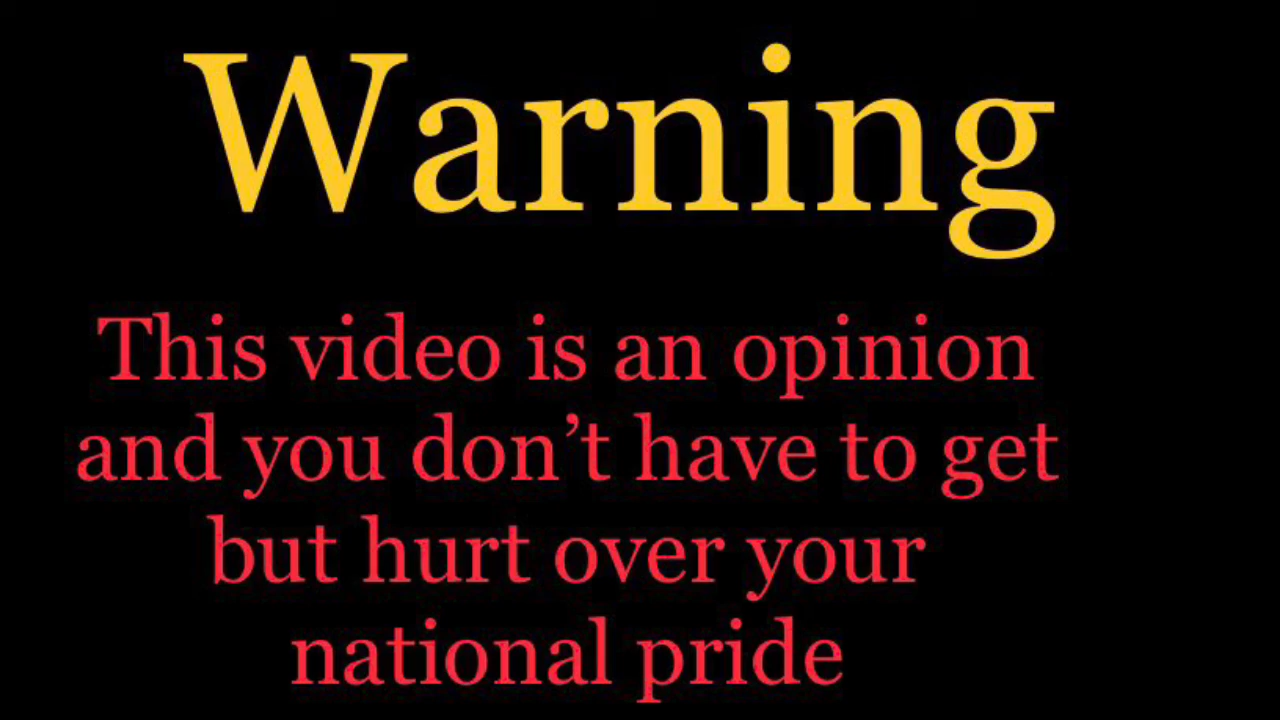 Warning
This video is an opinion
and you don’t have to get
but hurt over your
national pride